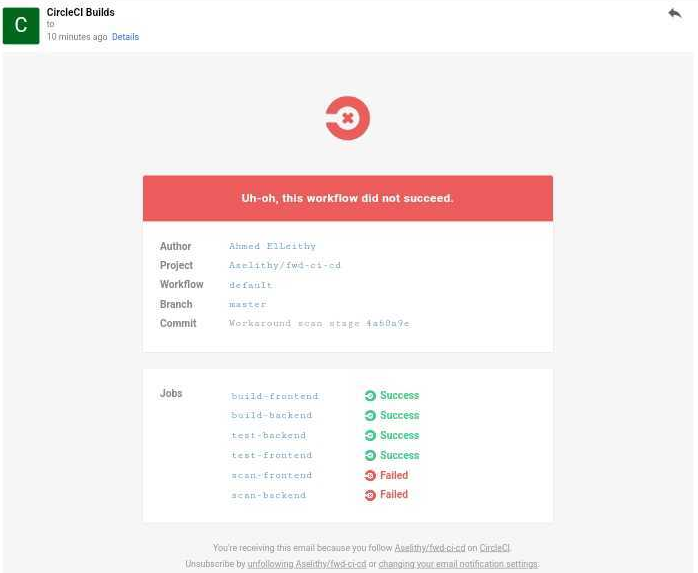 C
CircleCI Builds
to
10 minutes ago Details
Uh-oh, this workflow did not succeed.
Author Ahmed ElLeithy
Project Aselithy/fwd-ci-cd
Workflow default
Branch master
Commit Workaround scan stage 4ab0a9e
Jobs build-frontend Success
build-backend Success
test-backend Success
test-frontend Success
scan-frontend Failed
scan-backend Failed
You're receiving this email because you follow Aselithy/fwd-ci-cd on CircleCI.
Unsubscribe by unfollowing Aselithy/fwd-ci-cd or changing your email notification settings.